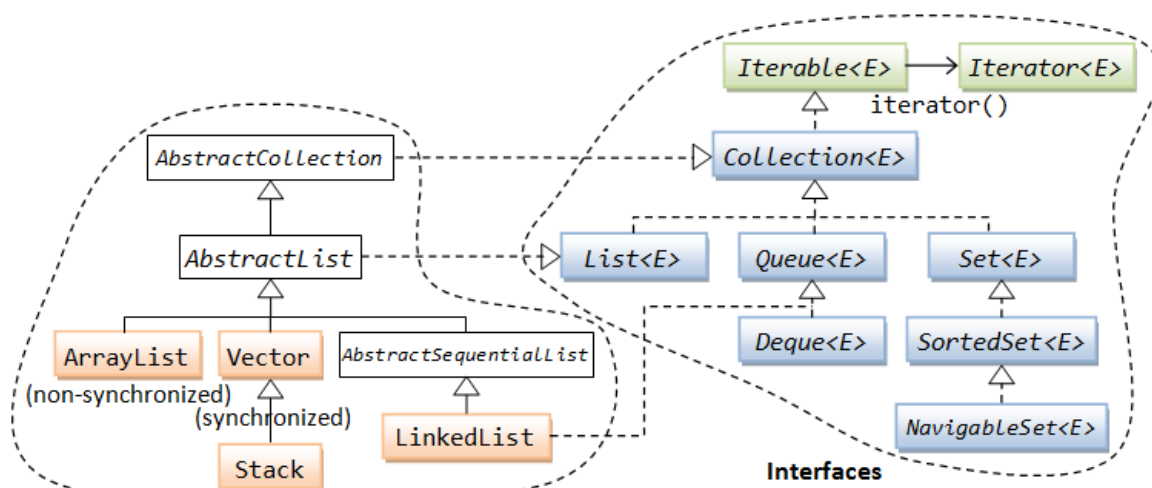 Iterable<E>
Iterator<E>
iterator()
AbstractCollection
Collection<E>
AbstractList
List<E>
Queue<E>
Set<E>
ArrayList
Vector
AbstractSequentialList
Deque<E>
SortedSet<E>
(non-synchronized)
(synchronized)
LinkedList
NavigableSet<E>
Stack
Interfaces